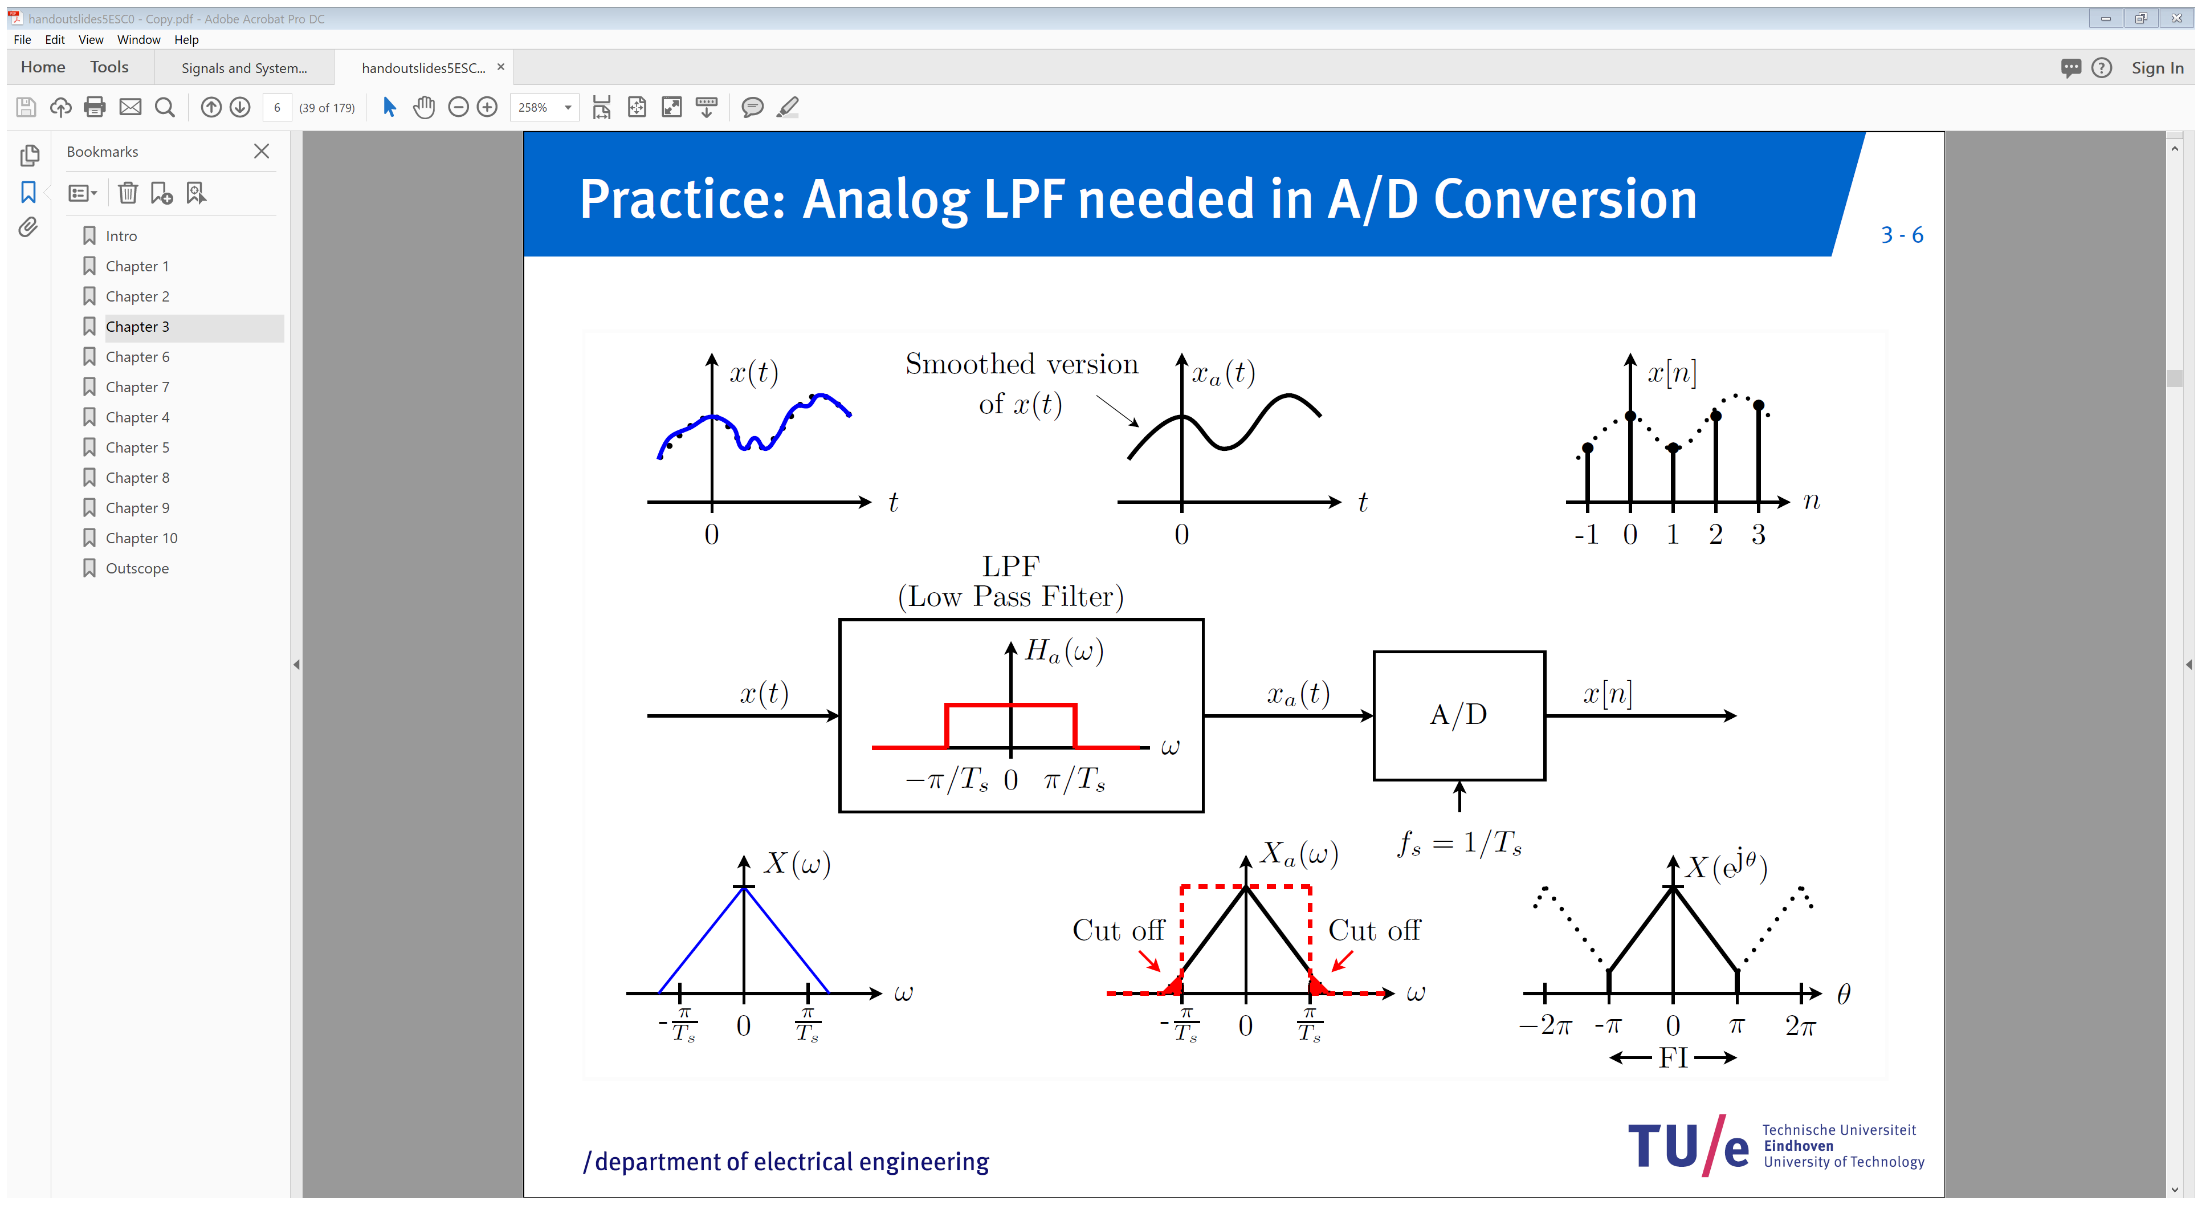 handoutslides5ESC0 - Copy.pdf - Adobe Acrobat Pro DC
File Edit View Window Help
Home Tools Signals and System... handoutslides5ESC... × Sign In
6 (39 of 179) 258%
Bookmarks
Intro
Chapter 1
Chapter 2
Chapter 3
Chapter 6
Chapter 7
Chapter 4
Chapter 5
Chapter 8
Chapter 9
Chapter 10
Outscope
Practice: Analog LPF needed in A/D Conversion
3 - 6
x(t)
t
0
Smoothed version
of x(t)
x_a(t)
t
0
x[n]
n
-1 0 1 2 3
LPF
(Low Pass Filter)
H_a(ω)
ω
−π/T_s 0 π/T_s
x(t)
x_a(t)
A/D
x[n]
f_s = 1/T_s
X(ω)
ω
-π/T_s 0 π/T_s
X_a(ω)
Cut off Cut off
ω
-π/T_s 0 π/T_s
X(e^{jθ})
θ
−2π -π 0 π 2π
FI
/ department of electrical engineering
TU/e
Technische Universiteit
Eindhoven
University of Technology